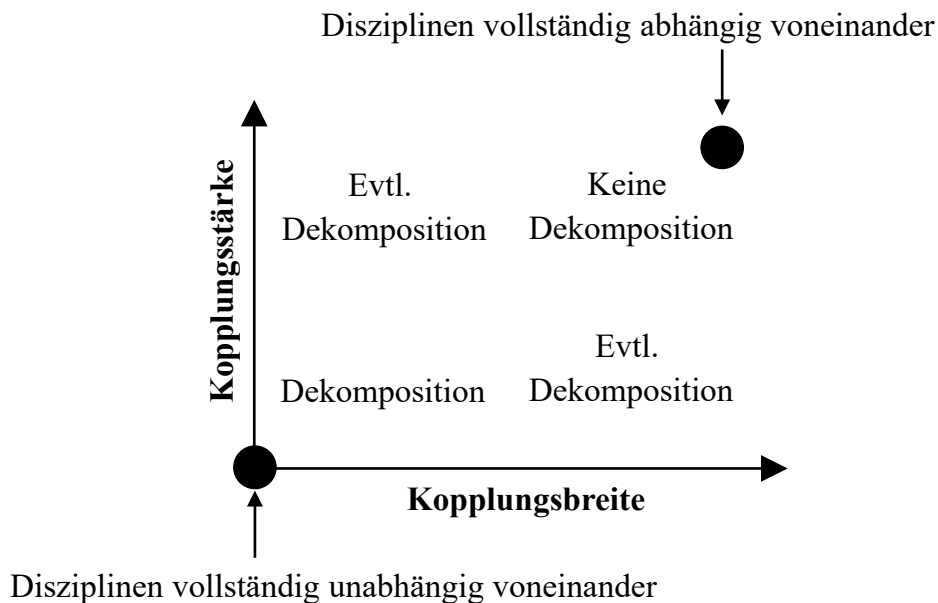 Disziplinen vollständig abhängig voneinander
Kopplungsstärke
Evtl.
Dekomposition
Keine
Dekomposition
Dekomposition
Evtl.
Dekomposition
Kopplungsbreite
Disziplinen vollständig unabhängig voneinander